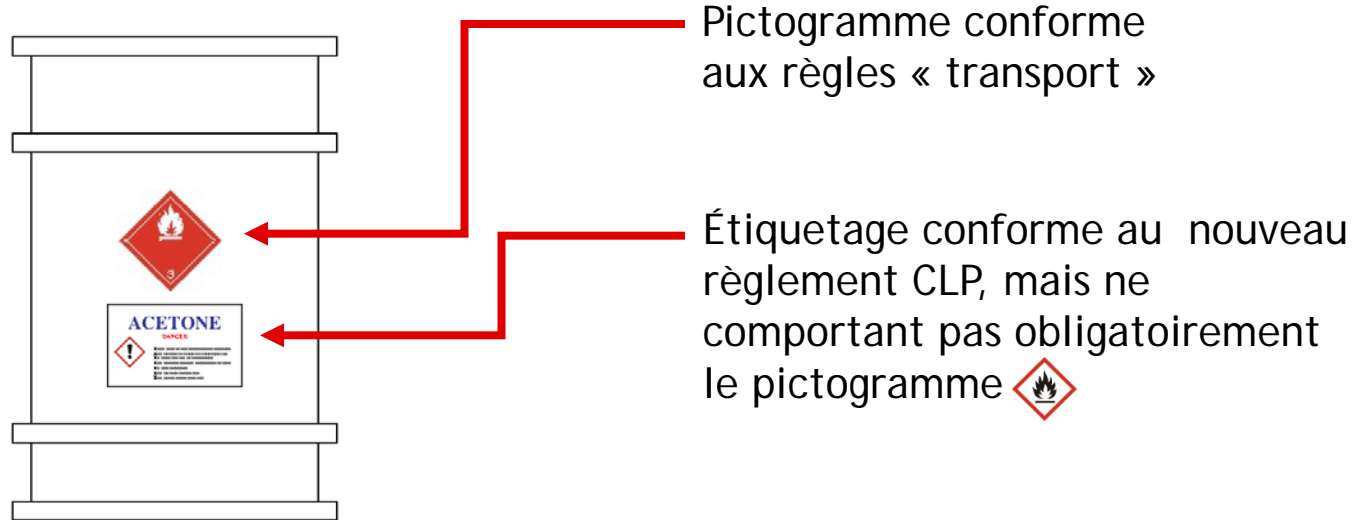 Pictogramme conforme
aux règles « transport »
Étiquetage conforme au nouveau
règlement CLP, mais ne
comportant pas obligatoirement
le pictogramme
3
ACETONE
DANGER